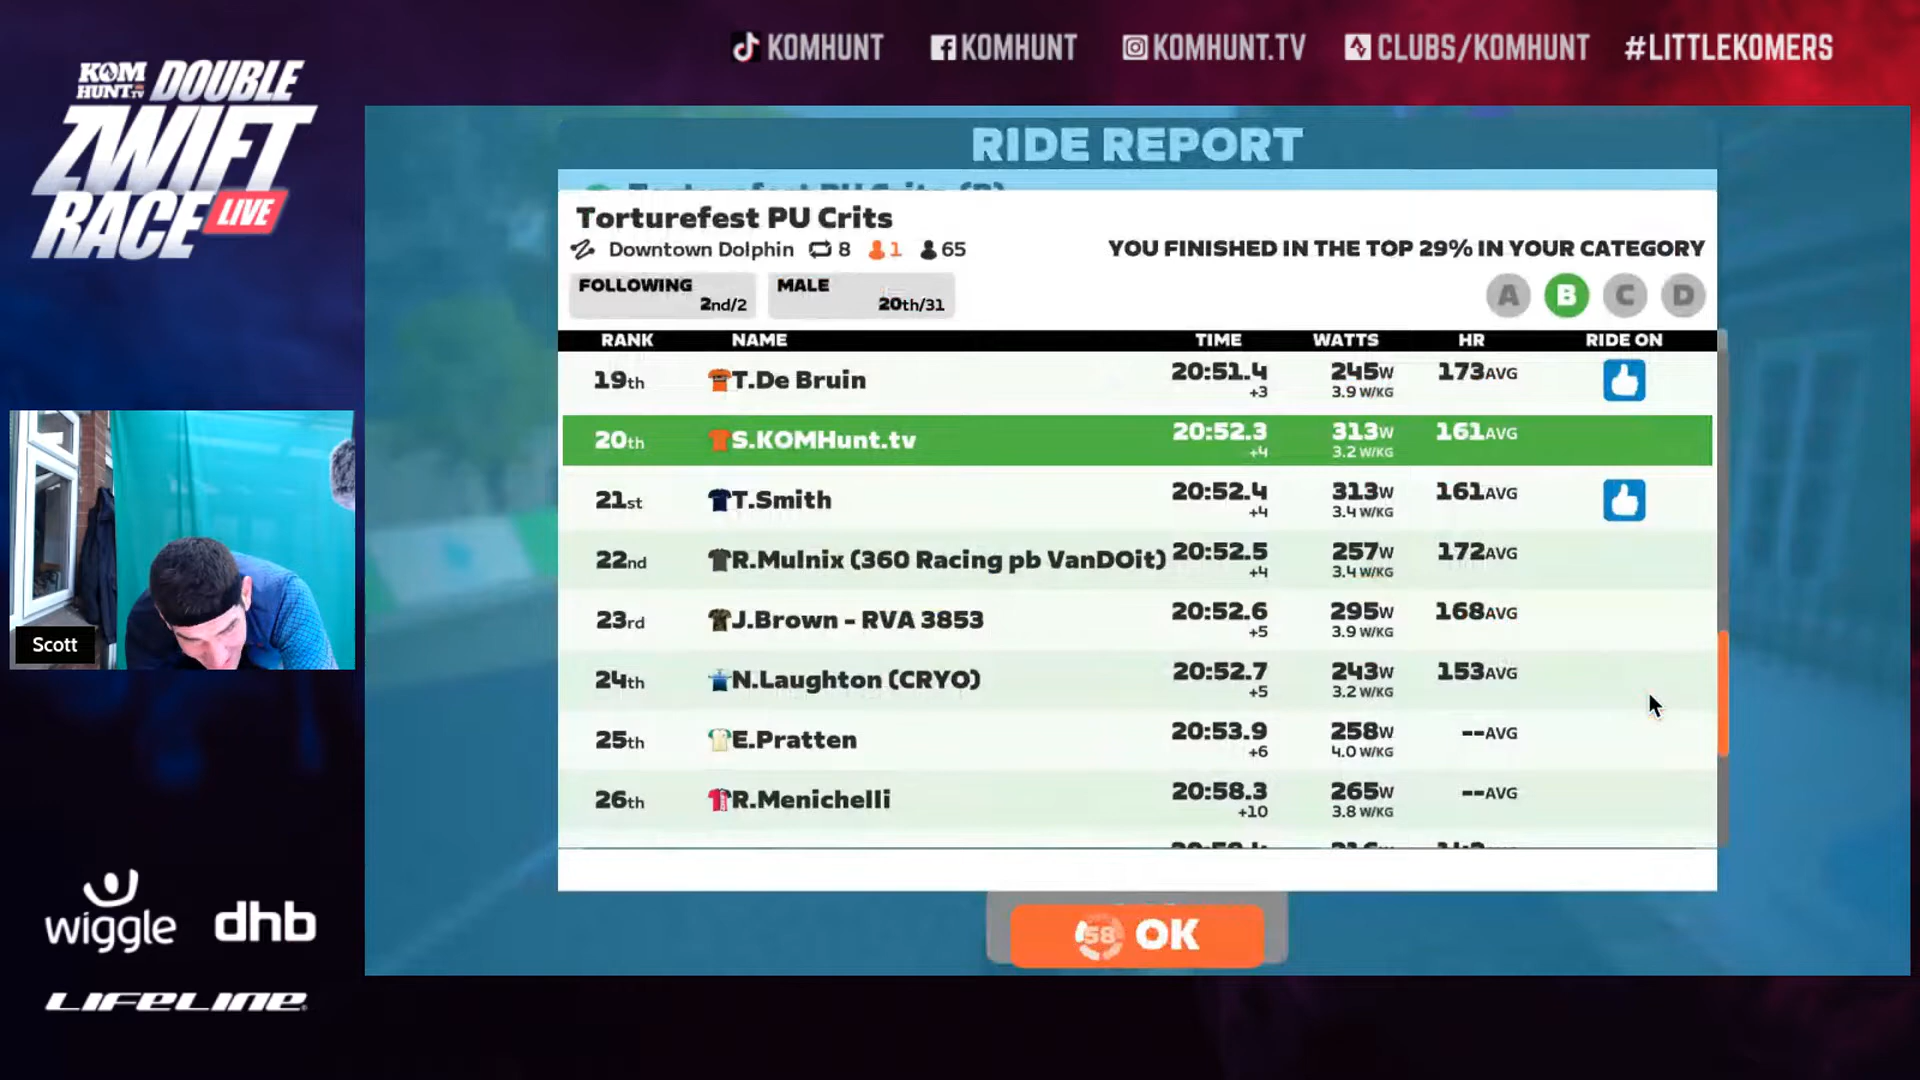 KOMHUNT
KOMHUNT
KOMHUNT.TV
CLUBS/KOMHUNT
#LITTLEKOMERS
KOM HUNT.TV DOUBLE
ZWIFT
RACE LIVE
RIDE REPORT
Torturefest PU Crits (B)
Torturefest PU Crits
Downtown Dolphin 8 1 65
YOU FINISHED IN THE TOP 29% IN YOUR CATEGORY
FOLLOWING 2nd/2
MALE 20th/31
A B C D
RANK NAME TIME WATTS HR RIDE ON
19th T.De Bruin 20:51.4 245W 173AVG
+3 3.9 W/KG
20th S.KOMHunt.tv 20:52.3 313W 161AVG
+4 3.2 W/KG
21st T.Smith 20:52.4 313W 161AVG
+4 3.4 W/KG
22nd R.Mulnix (360 Racing pb VanDOit) 20:52.5 257W 172AVG
+4 3.4 W/KG
23rd J.Brown - RVA 3853 20:52.6 295W 168AVG
+5 3.9 W/KG
24th N.Laughton (CRYO) 20:52.7 243W 153AVG
+5 3.2 W/KG
25th E.Pratten 20:53.9 258W --AVG
+6 4.0 W/KG
26th R.Menichelli 20:58.3 265W --AVG
+10 3.8 W/KG
58 OK
Scott
wiggle dhb
LIFELINE